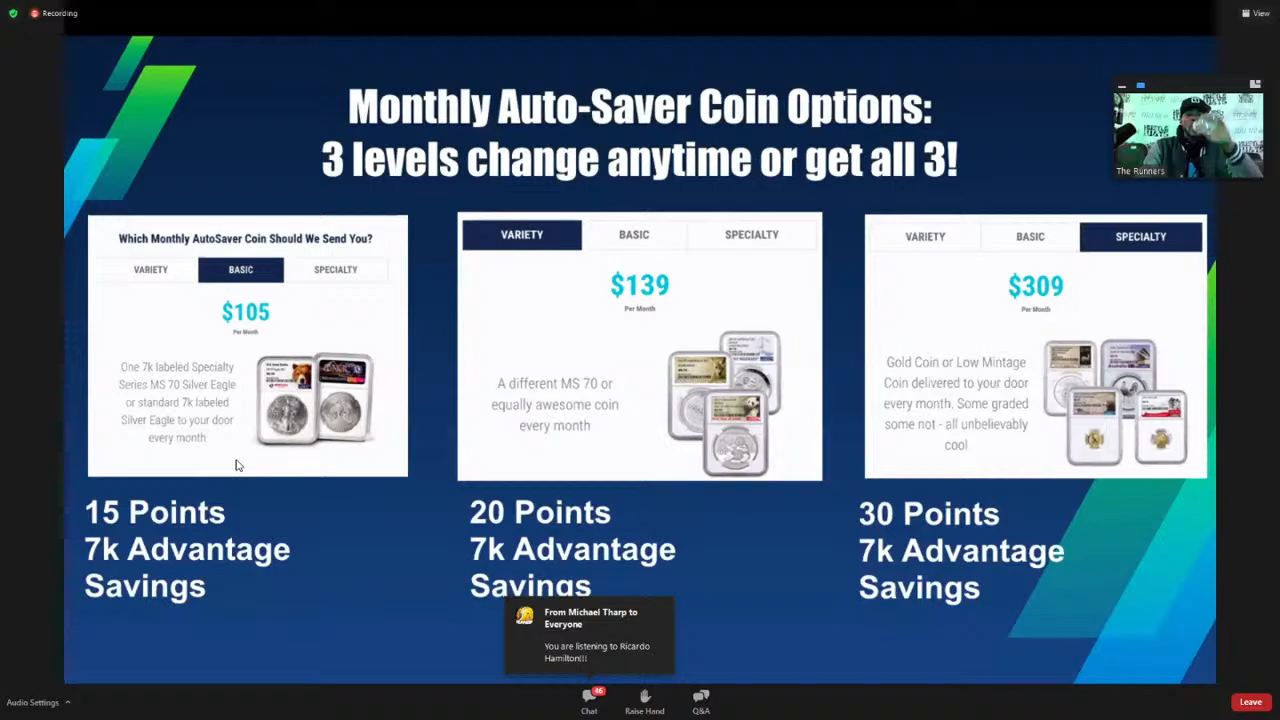 Recording
View
Monthly Auto-Saver Coin Options:
3 levels change anytime or get all 3!
The Runners
Which Monthly AutoSaver Coin Should We Send You?
VARIETY BASIC SPECIALTY
$105
Per Month
One 7k labeled Specialty
Series MS 70 Silver Eagle
or standard 7k labeled
Silver Eagle to your door
every month
VARIETY BASIC SPECIALTY
$139
Per Month
A different MS 70 or
equally awesome coin
every month
VARIETY BASIC SPECIALTY
$309
Per Month
Gold Coin or Low Mintage
Coin delivered to your door
every month. Some graded
some not - all unbelievably
cool
15 Points
7k Advantage
Savings
20 Points
7k Advantage
Savings
30 Points
7k Advantage
Savings
From Michael Tharp to
Everyone
You are listening to Ricardo
Hamilton!!!
Audio Settings
46
Chat
Raise Hand
Q&A
Leave